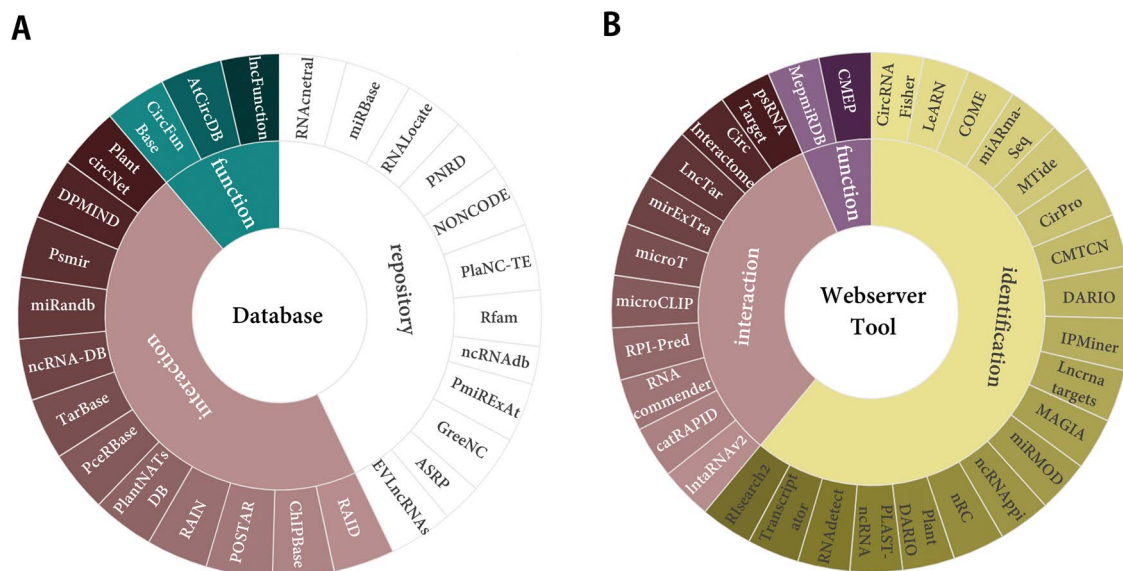 A
Database
repository
RNAcnetral
miRBase
RNALocate
PNRD
NONCODE
PlaNC-TE
Rfam
ncRNAdb
PmiRExAt
GreeNC
ASRP
EVLncRNAs
interaction
RAID
ChIPBase
POSTAR
RAIN
PlantNATs
DB
PceRBase
TarBase
ncRNA-DB
miRandb
Psmir
DPMIND
Plant
circNet
function
CircFun
Base
AtCircDB
lncFunction
B
Webserver
Tool
identification
CircRNA
Fisher
LeARN
COME
miARma-
Seq
MTide
CirPro
CMTCN
DARIO
IPMiner
Lncrna
targets
MAGIA
miRMOD
ncRNAppi
nRC
Plant
DARIO
PLAST-
ncRNA
RNAdetect
Transcript
ator
RIsearch2
interaction
IntaRNAv2
catRAPID
RNA
commender
RPI-Pred
microCLIP
microT
mirExTra
LncTar
Circ
Interactome
psRNA
Target
function
MepmiRDB
CMEP